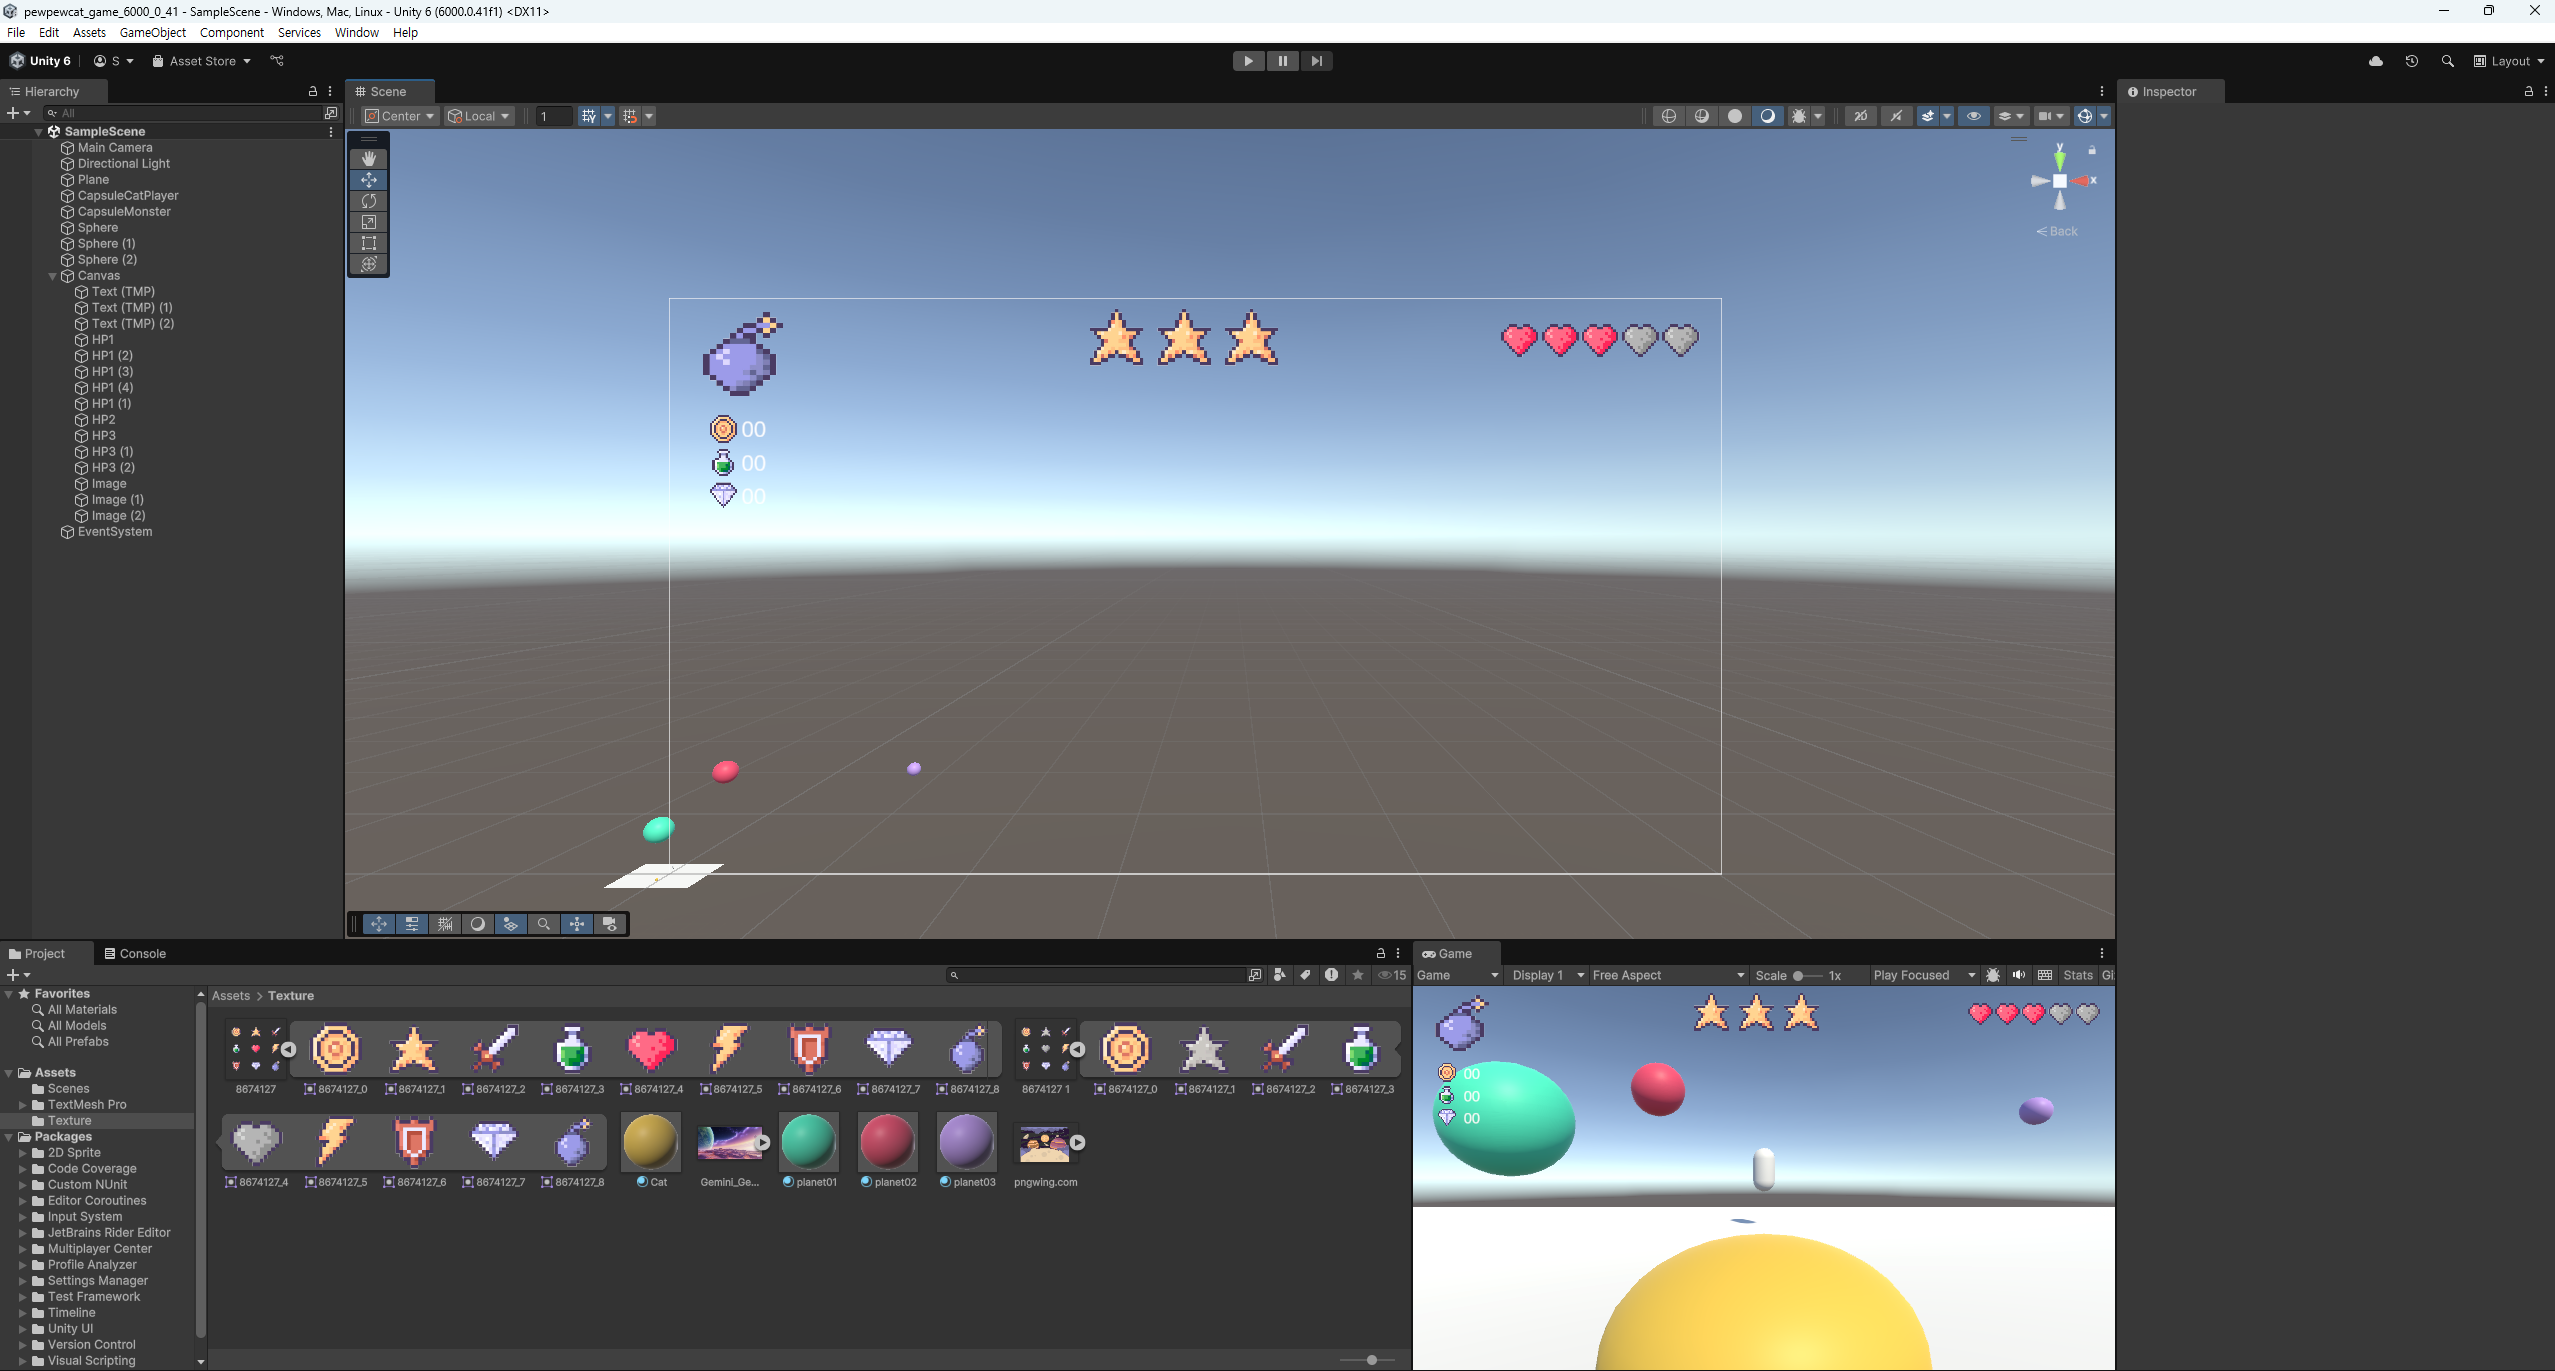 pewpewcat_game_6000_0_41 - SampleScene - Windows, Mac, Linux - Unity 6 (6000.0.41f1) <DX11>
File Edit Assets GameObject Component Services Window Help
Unity 6 S Asset Store Layout
Hierarchy
All
SampleScene
Main Camera
Directional Light
Plane
CapsuleCatPlayer
CapsuleMonster
Sphere
Sphere (1)
Sphere (2)
Canvas
Text (TMP)
Text (TMP) (1)
Text (TMP) (2)
HP1
HP1 (2)
HP1 (3)
HP1 (4)
HP1 (1)
HP2
HP3
HP3 (1)
HP3 (2)
Image
Image (1)
Image (2)
EventSystem
Scene
Center Local 1 2D
y
x
Back
00
00
00
Inspector
Project Console
15
Favorites
All Materials
All Models
All Prefabs
Assets
Scenes
TextMesh Pro
Texture
Packages
2D Sprite
Code Coverage
Custom NUnit
Editor Coroutines
Input System
JetBrains Rider Editor
Multiplayer Center
Profile Analyzer
Settings Manager
Test Framework
Timeline
Unity UI
Version Control
Visual Scripting
Assets > Texture
8674127 8674127_0 8674127_1 8674127_2 8674127_3 8674127_4 8674127_5 8674127_6 8674127_7 8674127_8 8674127 1 8674127_0 8674127_1 8674127_2 8674127_3
8674127_4 8674127_5 8674127_6 8674127_7 8674127_8 Cat Gemini_Ge... planet01 planet02 planet03 pngwing.com
Game
Game Display 1 Free Aspect Scale 1x Play Focused Stats Gi
00
00
00